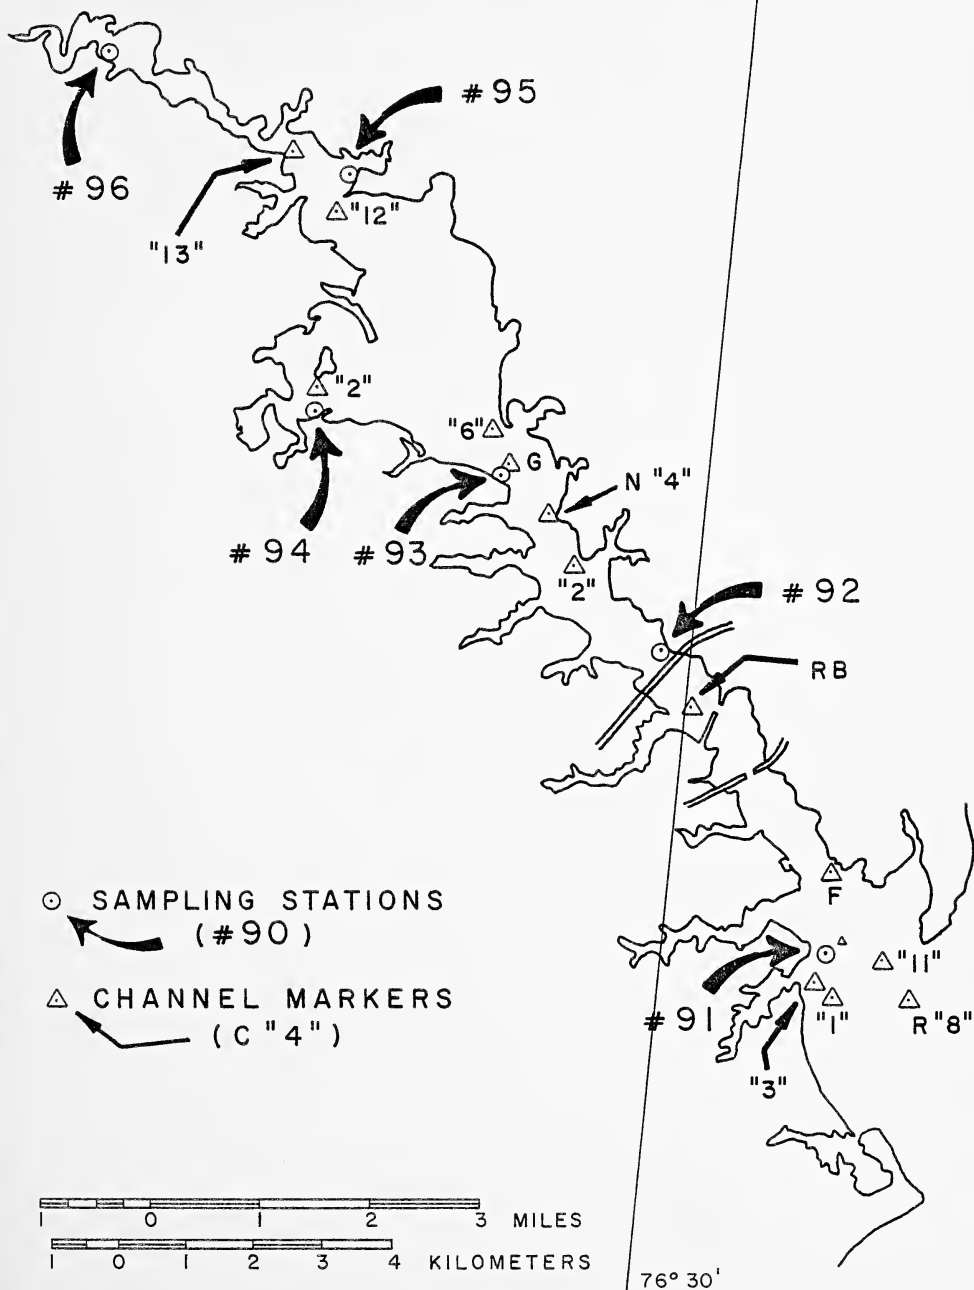 # 95
# 96
"12"
"13"
"2"
"6"
G
N "4"
# 94
# 93
"2"
# 92
RB
F
SAMPLING STATIONS
(#90)
"11"
CHANNEL MARKERS
(C "4")
# 91
"1"
R "8"
"3"
1 0 1 2 3 MILES
1 0 1 2 3 4 KILOMETERS
76° 30'